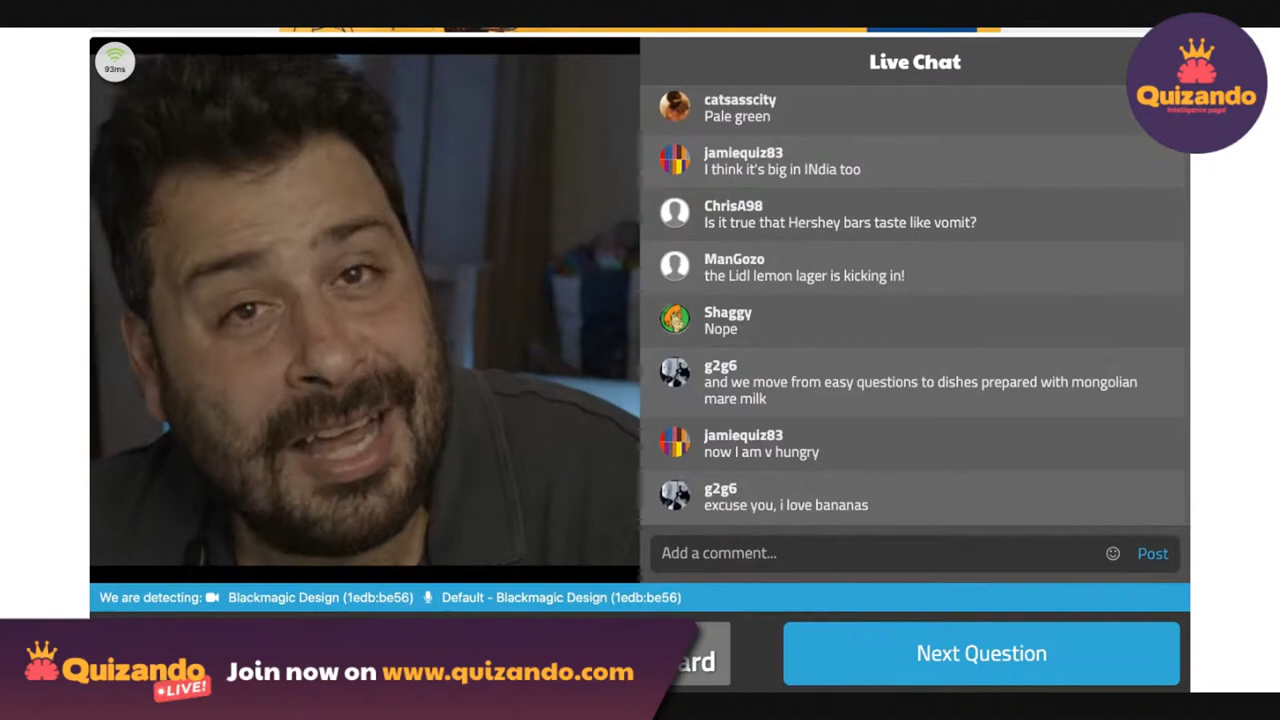 93ms
Live Chat
Quizando
Intelligence pays!
catsasscity
Pale green
jamiequiz83
I think it's big in INdia too
ChrisA98
Is it true that Hershey bars taste like vomit?
ManGozo
the Lidl lemon lager is kicking in!
Shaggy
Nope
g2g6
and we move from easy questions to dishes prepared with mongolian
mare milk
jamiequiz83
now I am v hungry
g2g6
excuse you, i love bananas
Add a comment...
Post
We are detecting: Blackmagic Design (1edb:be56) Default - Blackmagic Design (1edb:be56)
ard
Next Question
Quizando
LIVE!
Join now on www.quizando.com